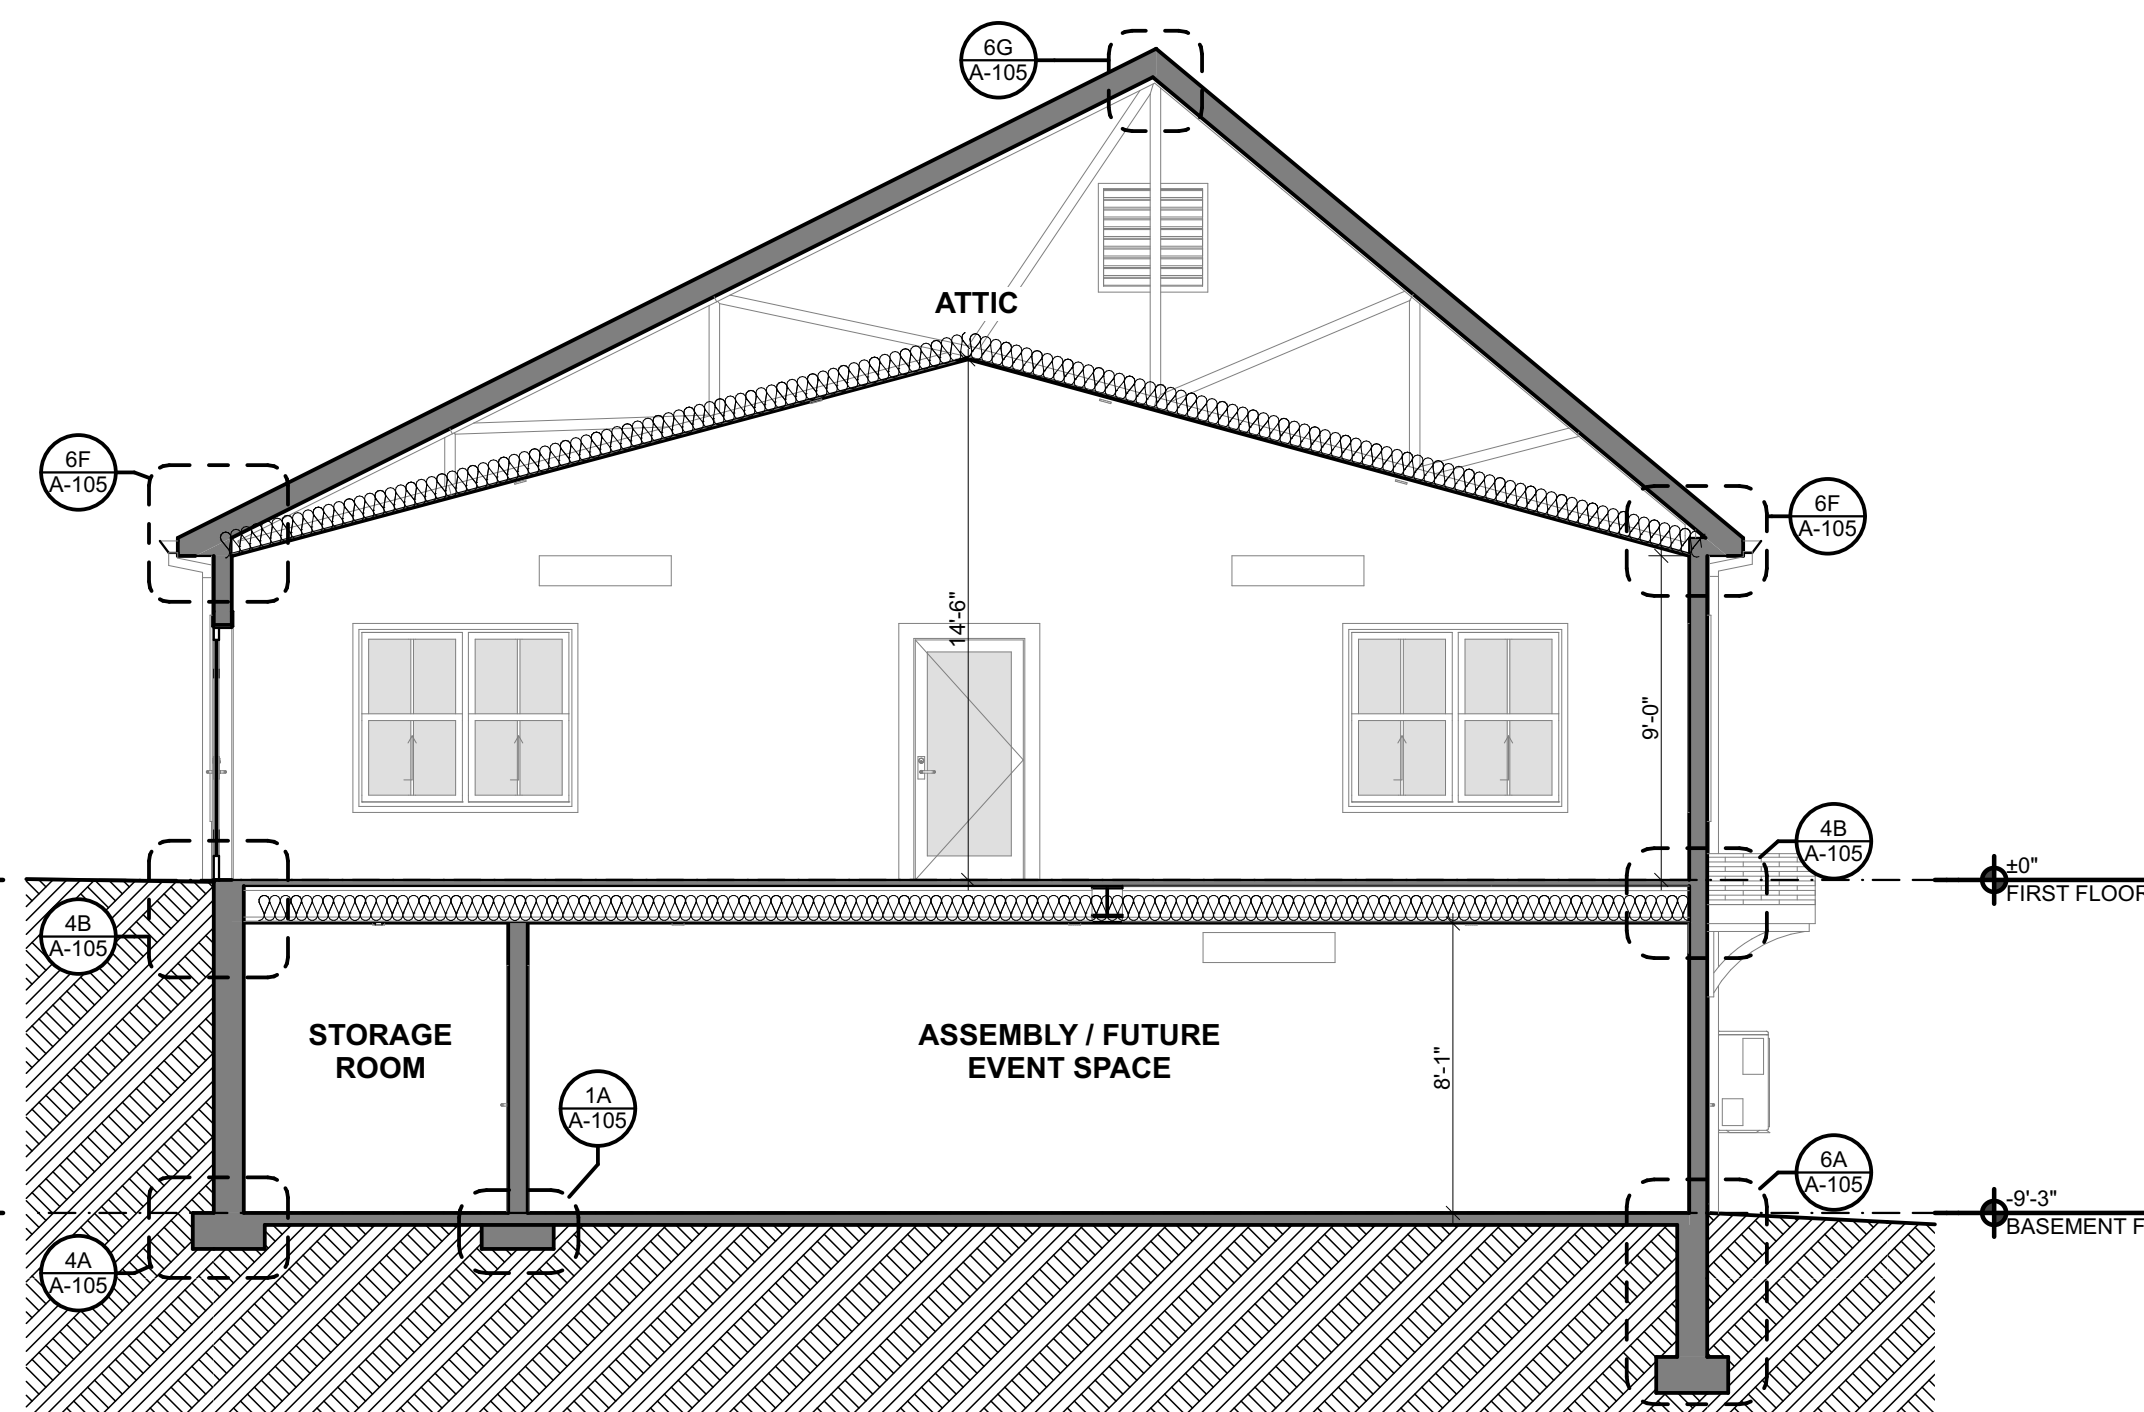 6G
A-105
ATTIC
6F
A-105
6F
A-105
14'-6"
9'-0"
4B
A-105
±0"
FIRST FLOOR
4B
A-105
STORAGE
ROOM
ASSEMBLY / FUTURE
EVENT SPACE
8'-1"
1A
A-105
6A
A-105
-9'-3"
BASEMENT F
4A
A-105